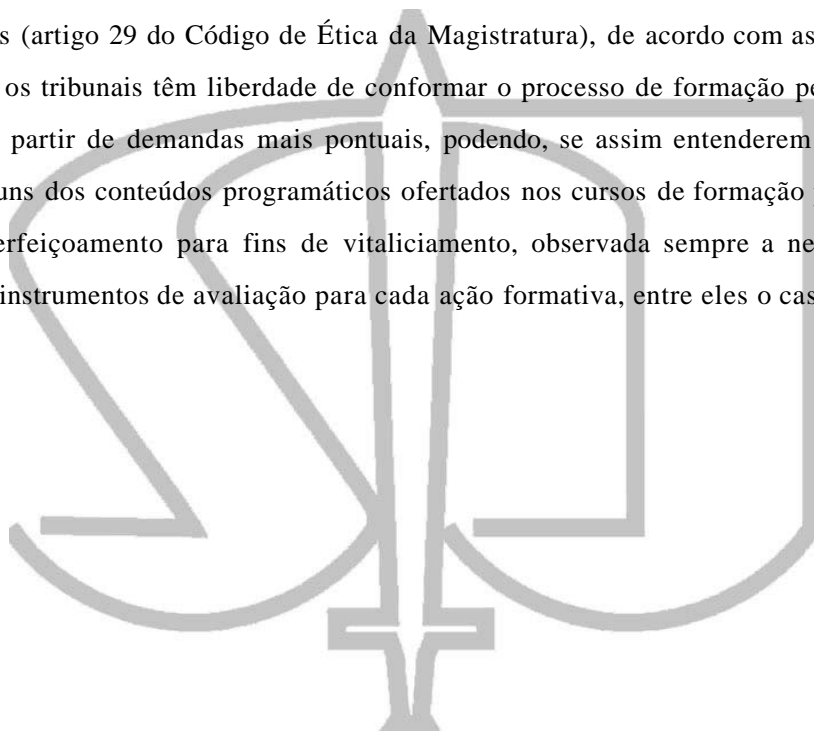 s (artigo 29 do Código de Ética da Magistratura), de acordo com as
os tribunais têm liberdade de conformar o processo de formação pe
partir de demandas mais pontuais, podendo, se assim entenderem
uns dos conteúdos programáticos ofertados nos cursos de formação
erfeiçoamento para fins de vitaliciamento, observada sempre a ne
instrumentos de avaliação para cada ação formativa, entre eles o cas